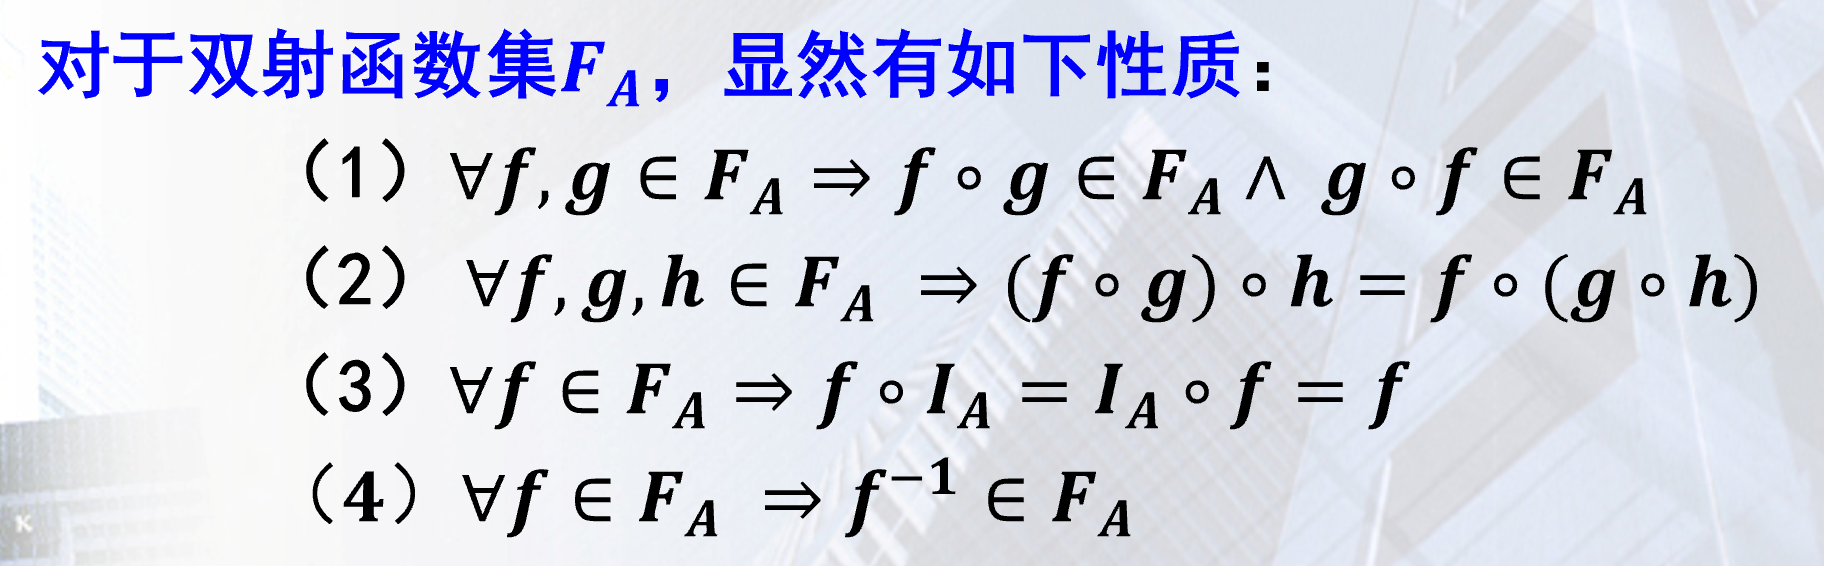 对于双射函数集F_A，显然有如下性质：
（1）∀f,g ∈ F_A ⇒ f ∘ g ∈ F_A ∧ g ∘ f ∈ F_A
（2） ∀f,g,h ∈ F_A ⇒ (f ∘ g) ∘ h = f ∘ (g ∘ h)
（3）∀f ∈ F_A ⇒ f ∘ I_A = I_A ∘ f = f
（4）∀f ∈ F_A ⇒ f⁻¹ ∈ F_A
K